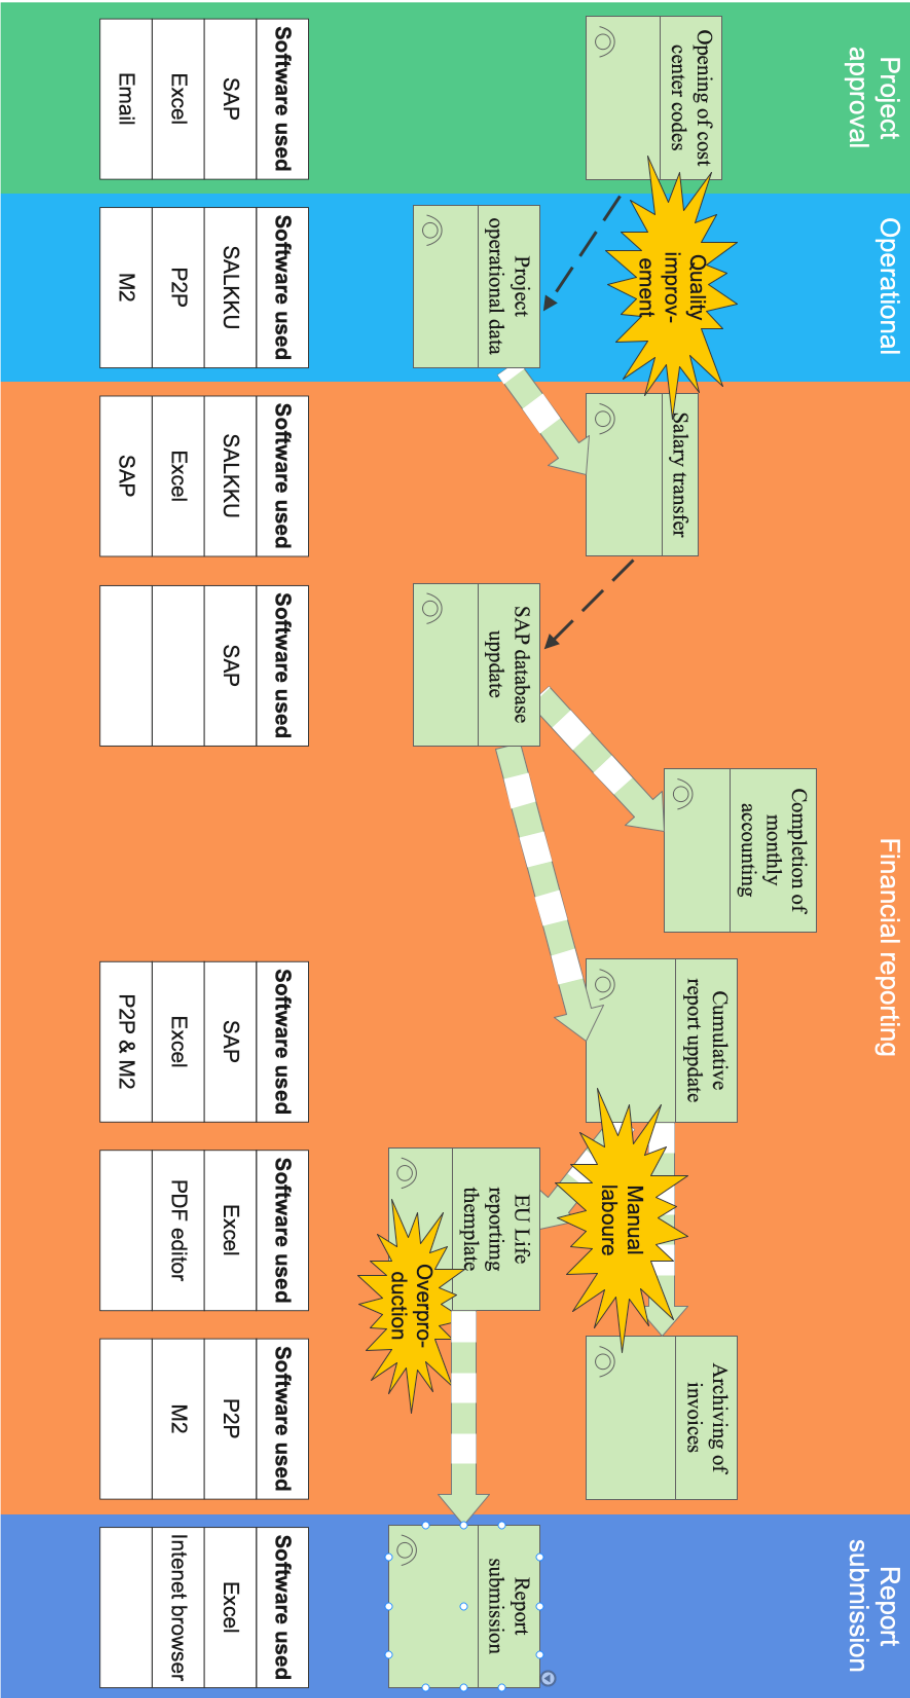 Project
approval
Operational
Financial reporting
Report
submission
Opening of cost
center codes
Quality
improv-
ement
Project
operational data
Salary transfer
SAP database
uppdate
Completion of
monthly
accounting
Cumulative
report uppdate
Manual
laboure
EU Life
reportimg
themplate
Overpro-
duction
Archiving of
invoices
Report
submission
Software used
SAP
Excel
Email
Software used
SALKKU
P2P
M2
Software used
SALKKU
Excel
SAP
Software used
SAP
Software used
SAP
Excel
P2P & M2
Software used
Excel
PDF editor
Software used
P2P
M2
Software used
Excel
Intenet browser